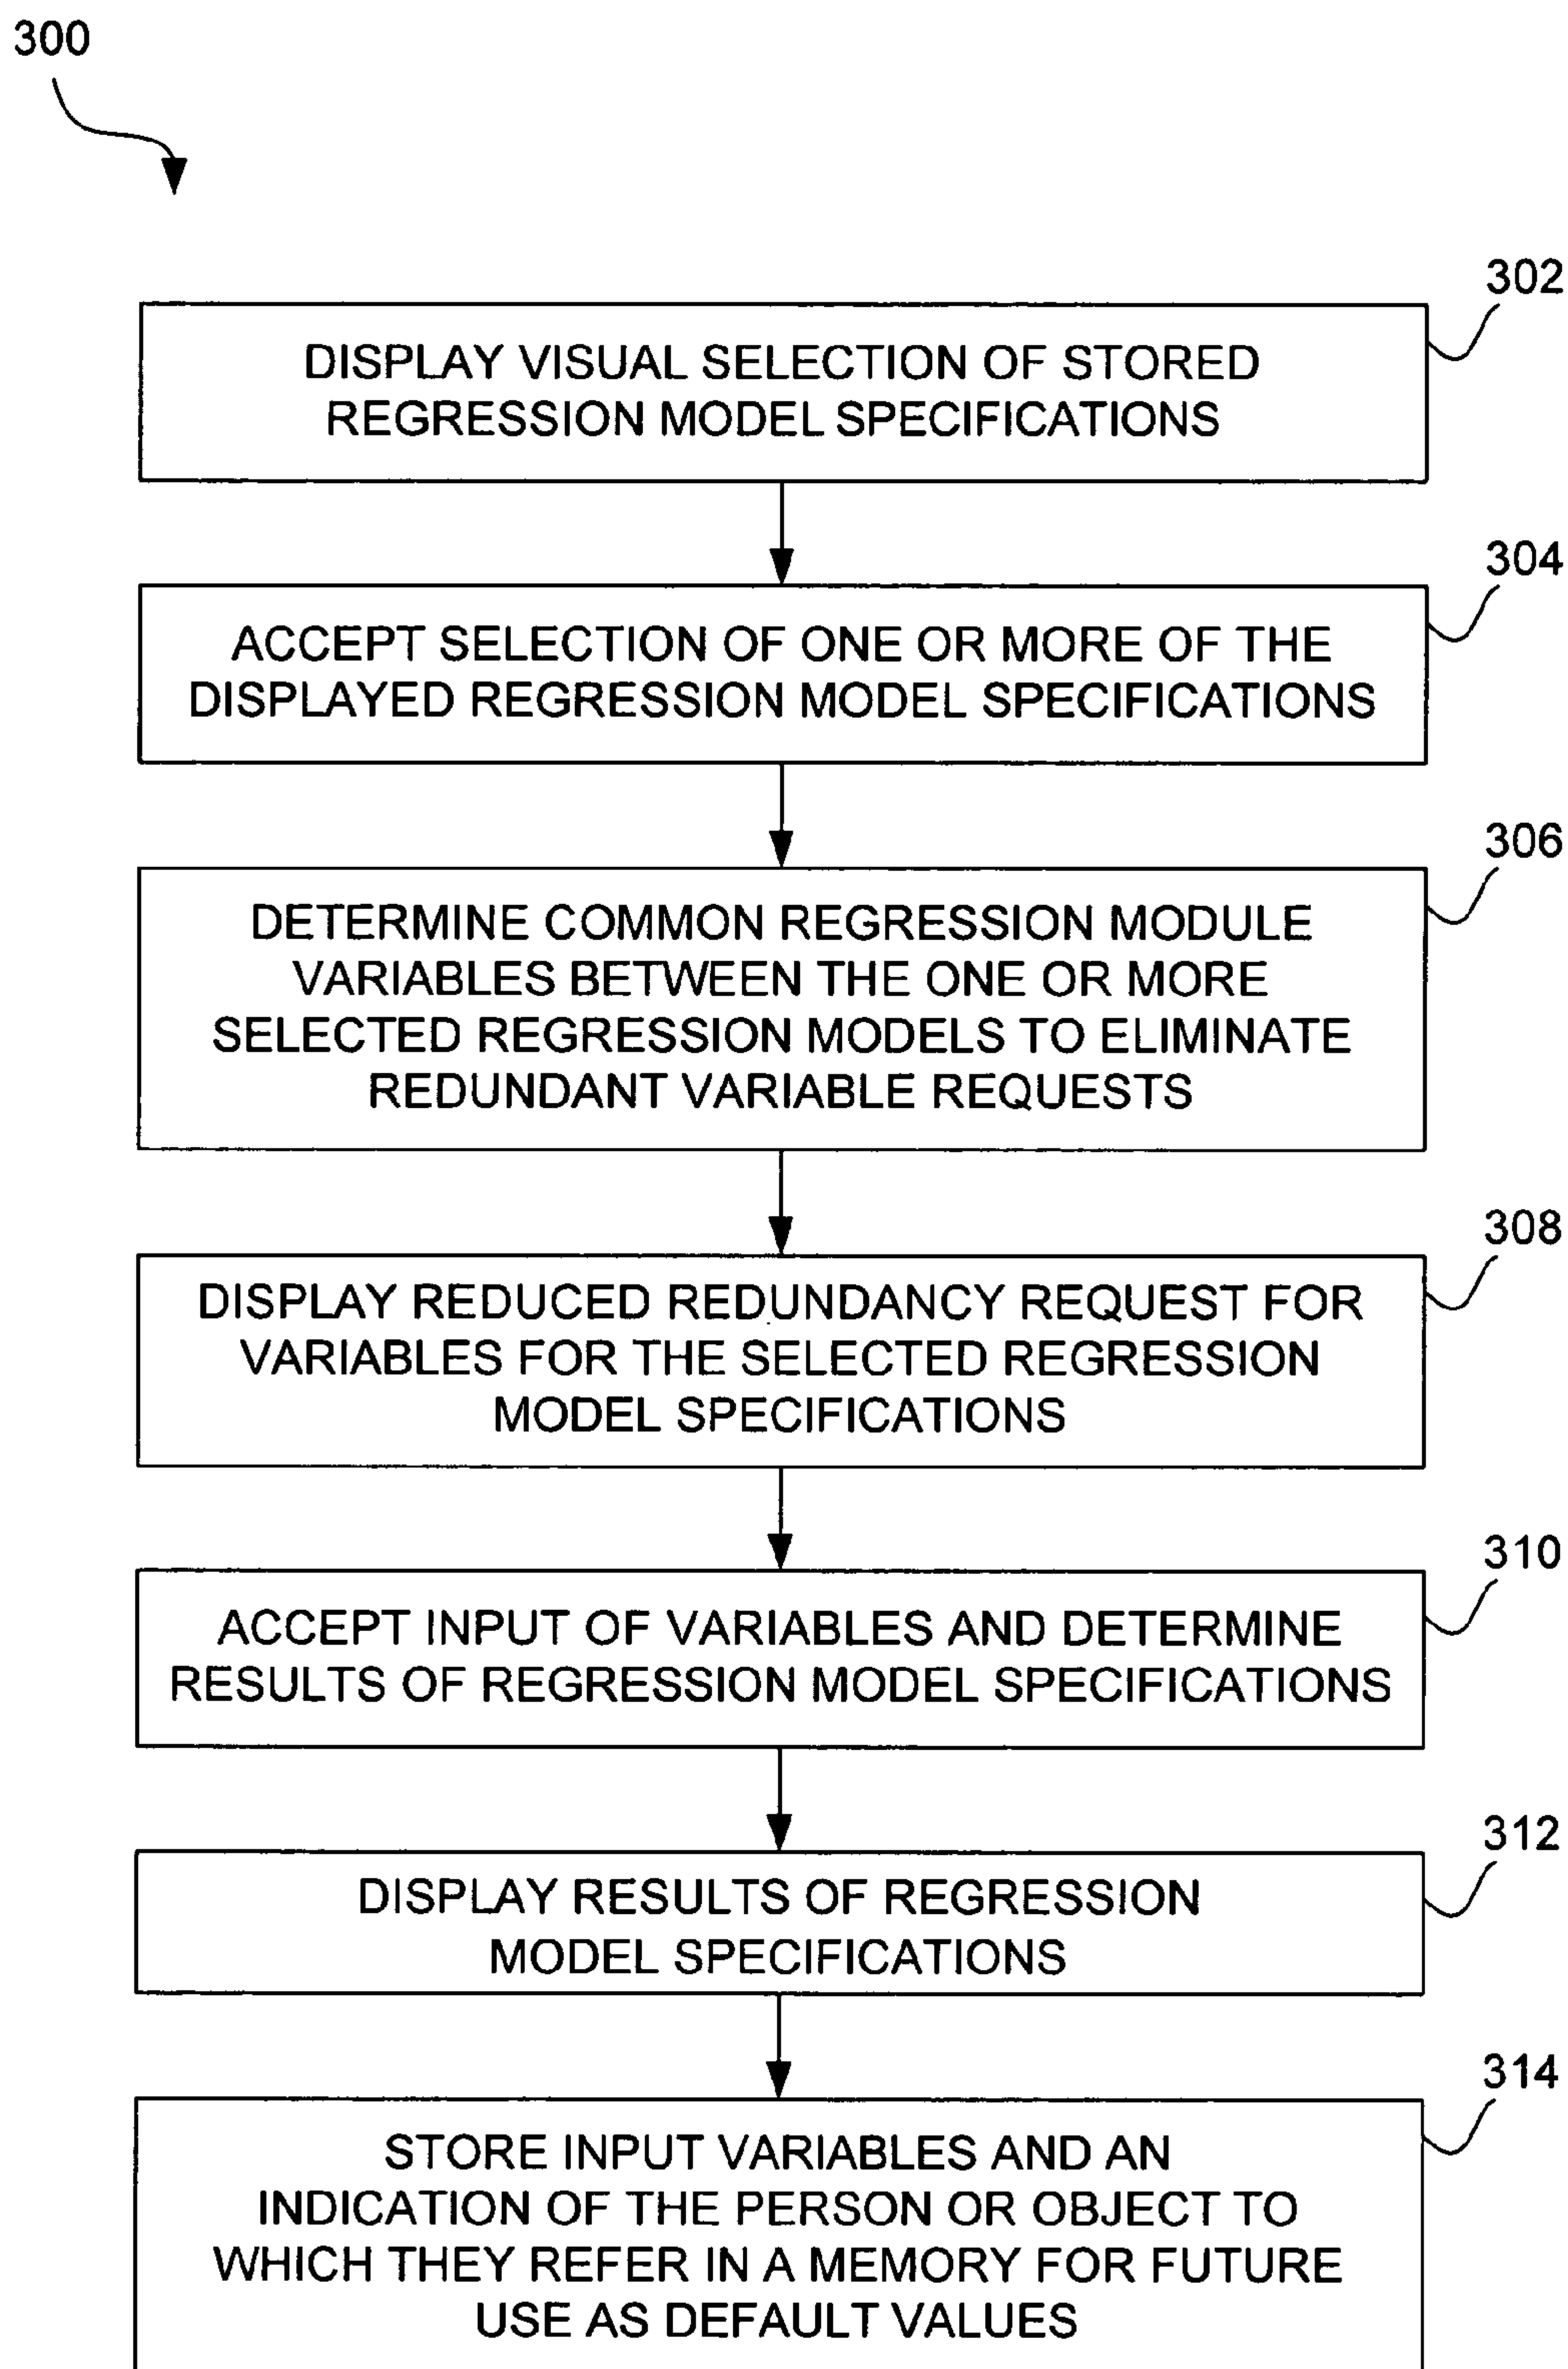 300
302
DISPLAY VISUAL SELECTION OF STORED
REGRESSION MODEL SPECIFICATIONS
304
ACCEPT SELECTION OF ONE OR MORE OF THE
DISPLAYED REGRESSION MODEL SPECIFICATIONS
306
DETERMINE COMMON REGRESSION MODULE
VARIABLES BETWEEN THE ONE OR MORE
SELECTED REGRESSION MODELS TO ELIMINATE
REDUNDANT VARIABLE REQUESTS
308
DISPLAY REDUCED REDUNDANCY REQUEST FOR
VARIABLES FOR THE SELECTED REGRESSION
MODEL SPECIFICATIONS
310
ACCEPT INPUT OF VARIABLES AND DETERMINE
RESULTS OF REGRESSION MODEL SPECIFICATIONS
312
DISPLAY RESULTS OF REGRESSION
MODEL SPECIFICATIONS
314
STORE INPUT VARIABLES AND AN
INDICATION OF THE PERSON OR OBJECT TO
WHICH THEY REFER IN A MEMORY FOR FUTURE
USE AS DEFAULT VALUES